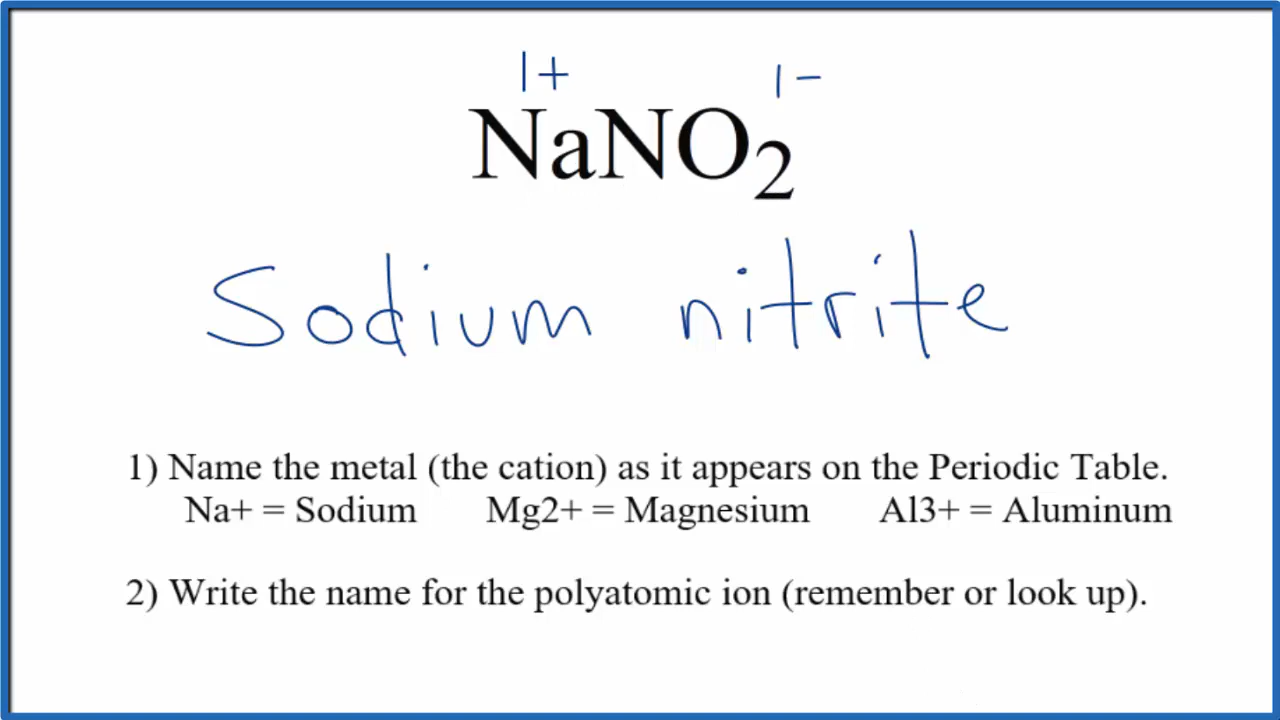 1+ 1-
NaNO2
Sodium nitrite
1) Name the metal (the cation) as it appears on the Periodic Table.
Na+ = Sodium Mg2+ = Magnesium Al3+ = Aluminum
2) Write the name for the polyatomic ion (remember or look up).